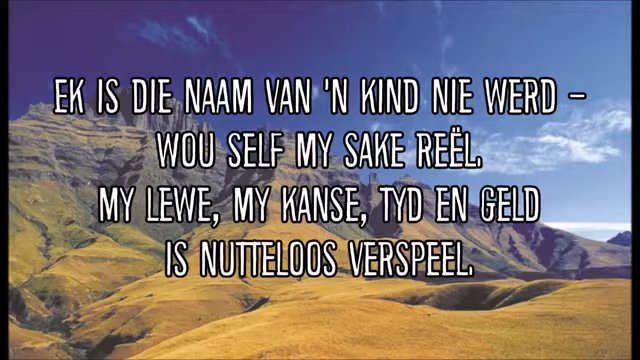 EK IS DIE NAAM VAN 'N KIND NIE WERD –
WOU SELF MY SAKE REËL.
MY LEWE, MY KANSE, TYD EN GELD
IS NUTTELOOS VERSPEEL.